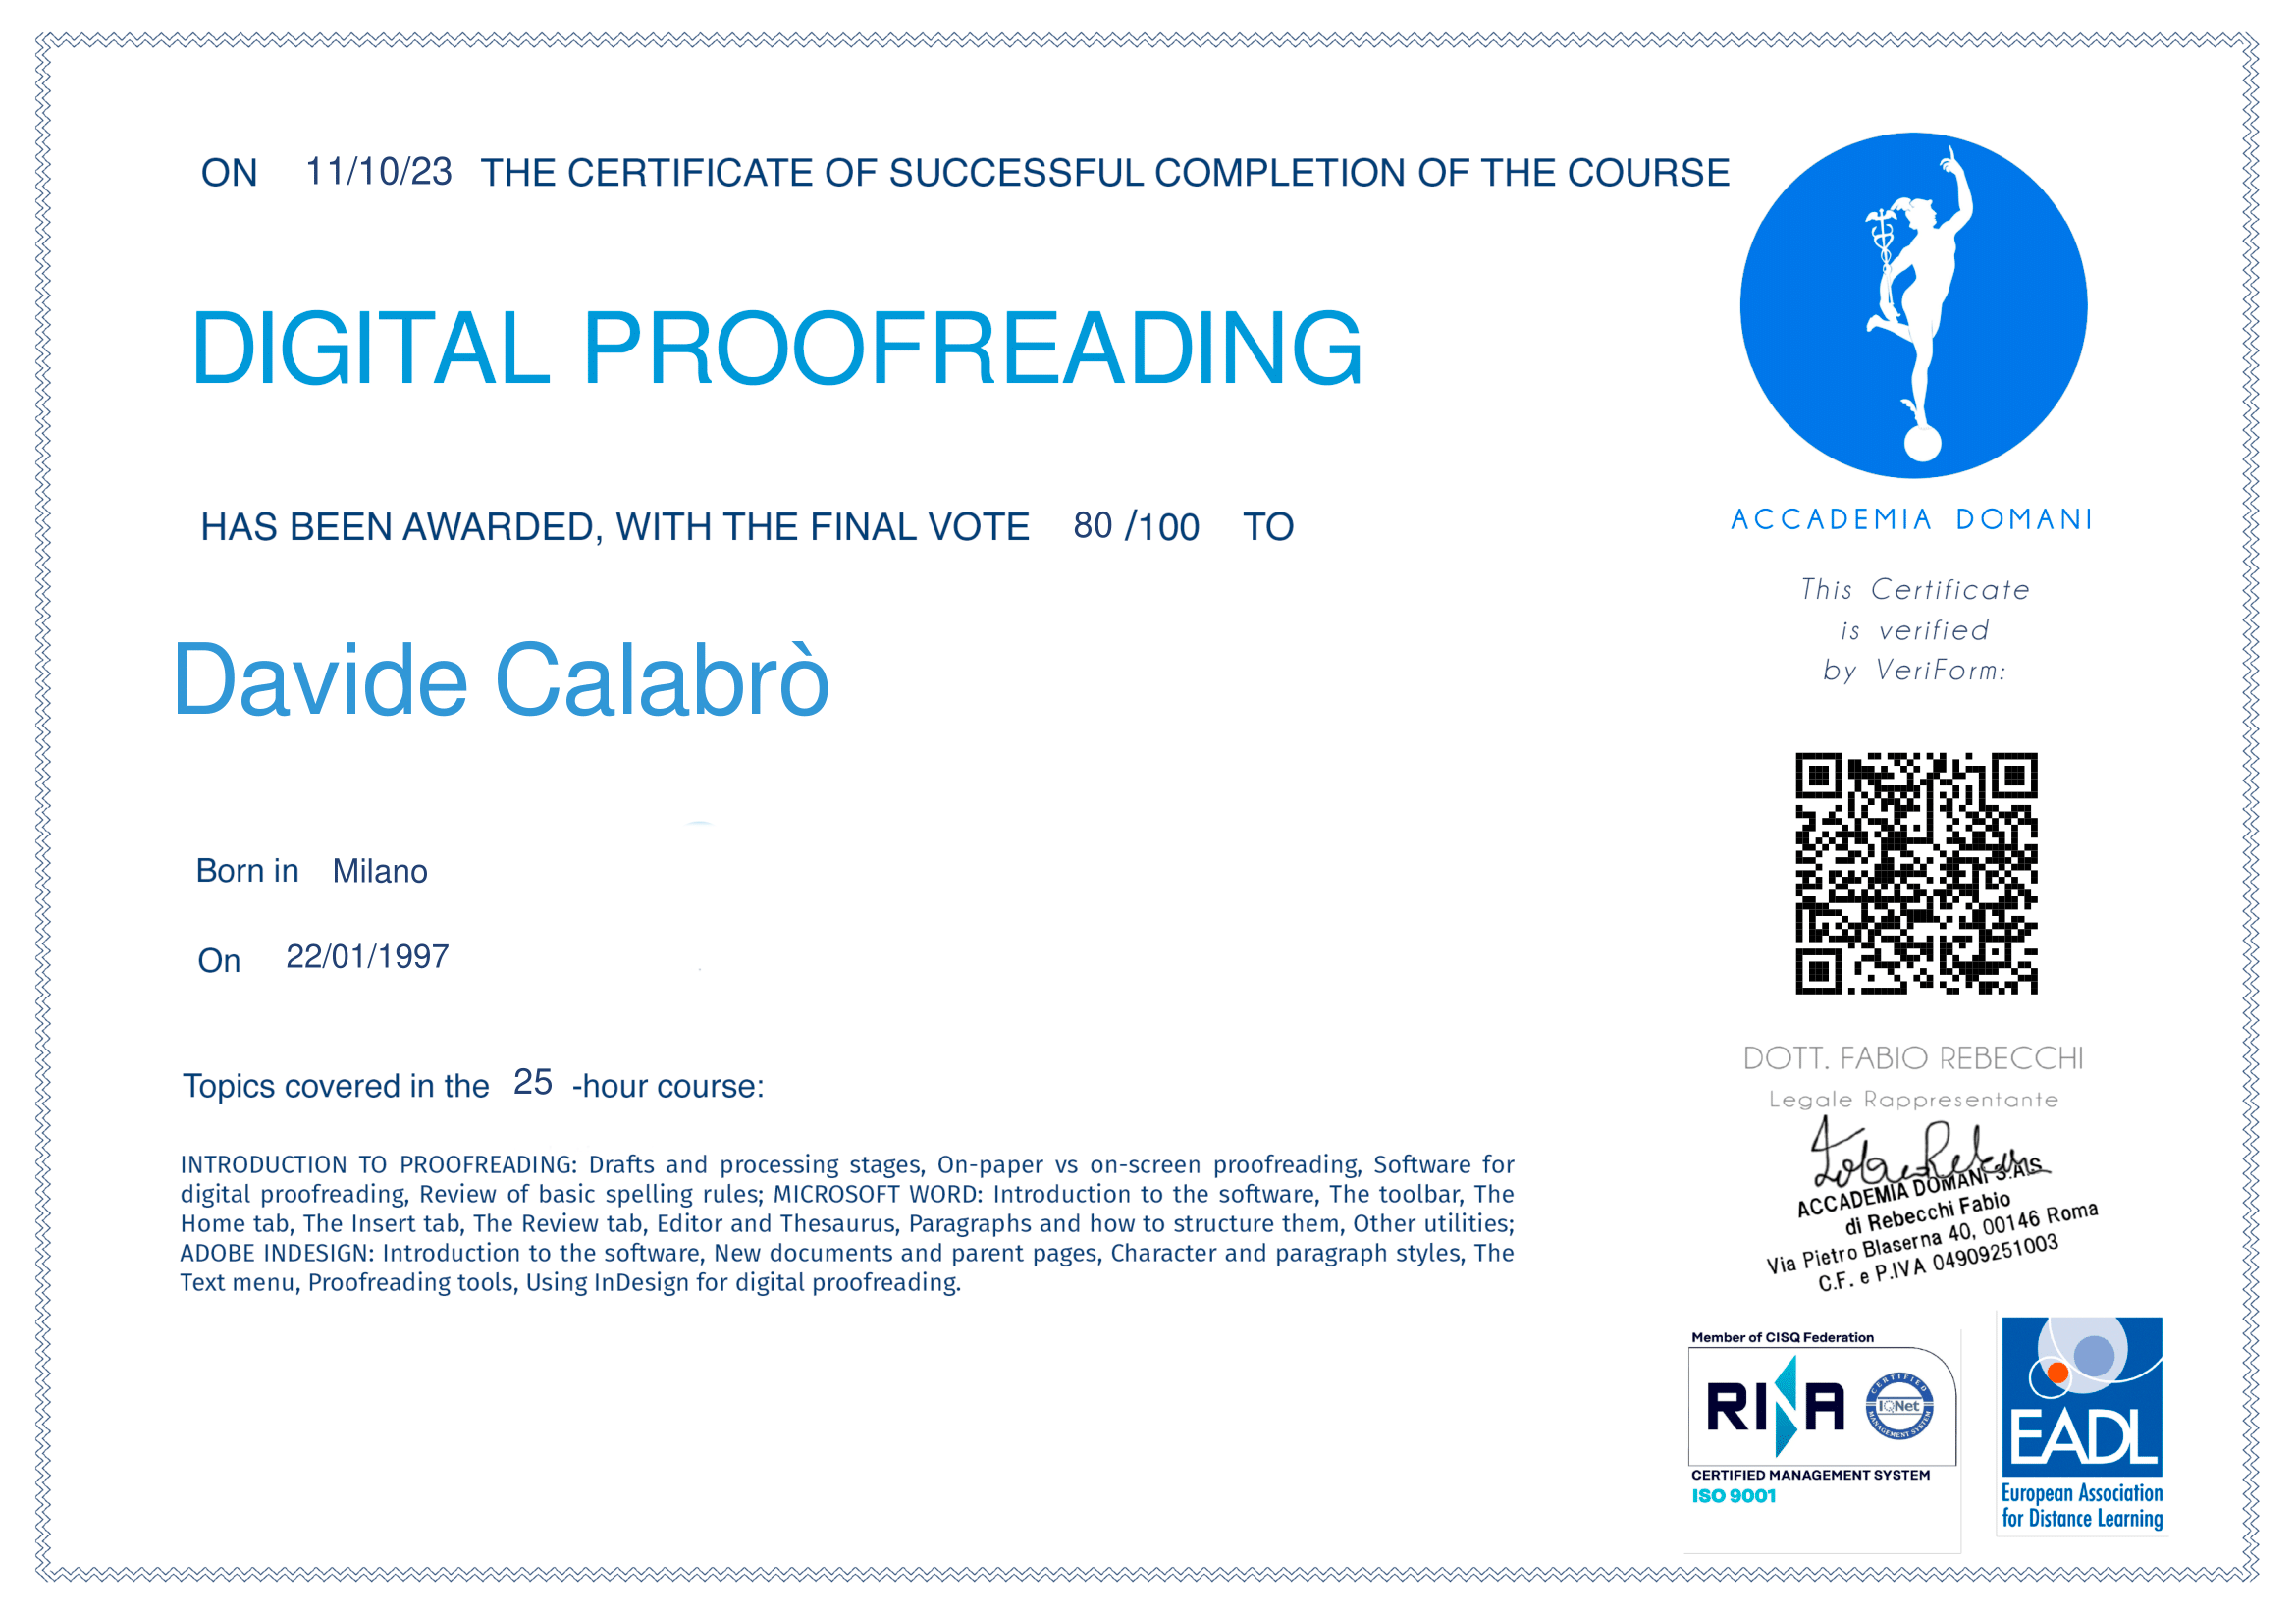 ON 11/10/23 THE CERTIFICATE OF SUCCESSFUL COMPLETION OF THE COURSE
DIGITAL PROOFREADING
HAS BEEN AWARDED, WITH THE FINAL VOTE 80 /100 TO
Davide Calabrò
Born in Milano
On 22/01/1997
Topics covered in the 25 -hour course:
INTRODUCTION TO PROOFREADING: Drafts and processing stages, On-paper vs on-screen proofreading, Software for
digital proofreading, Review of basic spelling rules; MICROSOFT WORD: Introduction to the software, The toolbar, The
Home tab, The Insert tab, The Review tab, Editor and Thesaurus, Paragraphs and how to structure them, Other utilities;
ADOBE INDESIGN: Introduction to the software, New documents and parent pages, Character and paragraph styles, The
Text menu, Proofreading tools, Using InDesign for digital proofreading.
ACCADEMIA DOMANI
This Certificate
is verified
by VeriForm:
DOTT. FABIO REBECCHI
Legale Rappresentante
ACCADEMIA DOMANI S.A.S
di Rebecchi Fabio
Via Pietro Blaserna 40, 00146 Roma
C.F. e P.IVA 04909251003
Member of CISQ Federation
RINA
CERTIFIED
IQNet
MANAGEMENT SYSTEM
CERTIFIED MANAGEMENT SYSTEM
ISO 9001
EADL
European Association
for Distance Learning